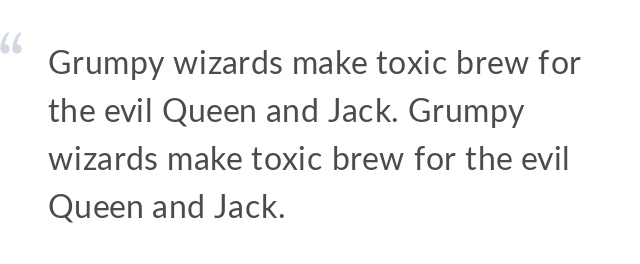 “
Grumpy wizards make toxic brew for
the evil Queen and Jack. Grumpy
wizards make toxic brew for the evil
Queen and Jack.